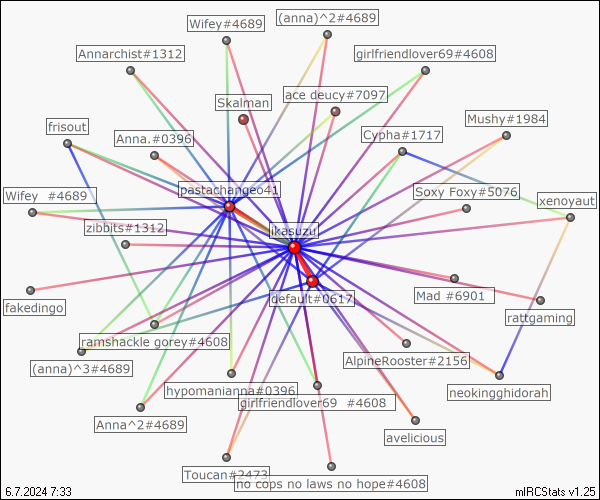 Wifey#4689
(anna)^2#4689
Annarchist#1312
girlfriendlover69#4608
ace deucy#7097
Skalman
Mushy#1984
frisout
Anna.#0396
Cypha#1717
pastachangeo41
Soxy Foxy#5076
Wifey  #4689
xenoyaut
zibbits#1312
ikasuzu
fakedingo
default#0617
Mad #6901
rattgaming
ramshackle gorey#4608
(anna)^3#4689
AlpineRooster#2156
hypomanianna#0396
neokingghidorah
girlfriendlover69  #4608
Anna^2#4689
avelicious
Toucan#2473
no cops no laws no hope#4608
6.7.2024 7:33
mIRCStats v1.25